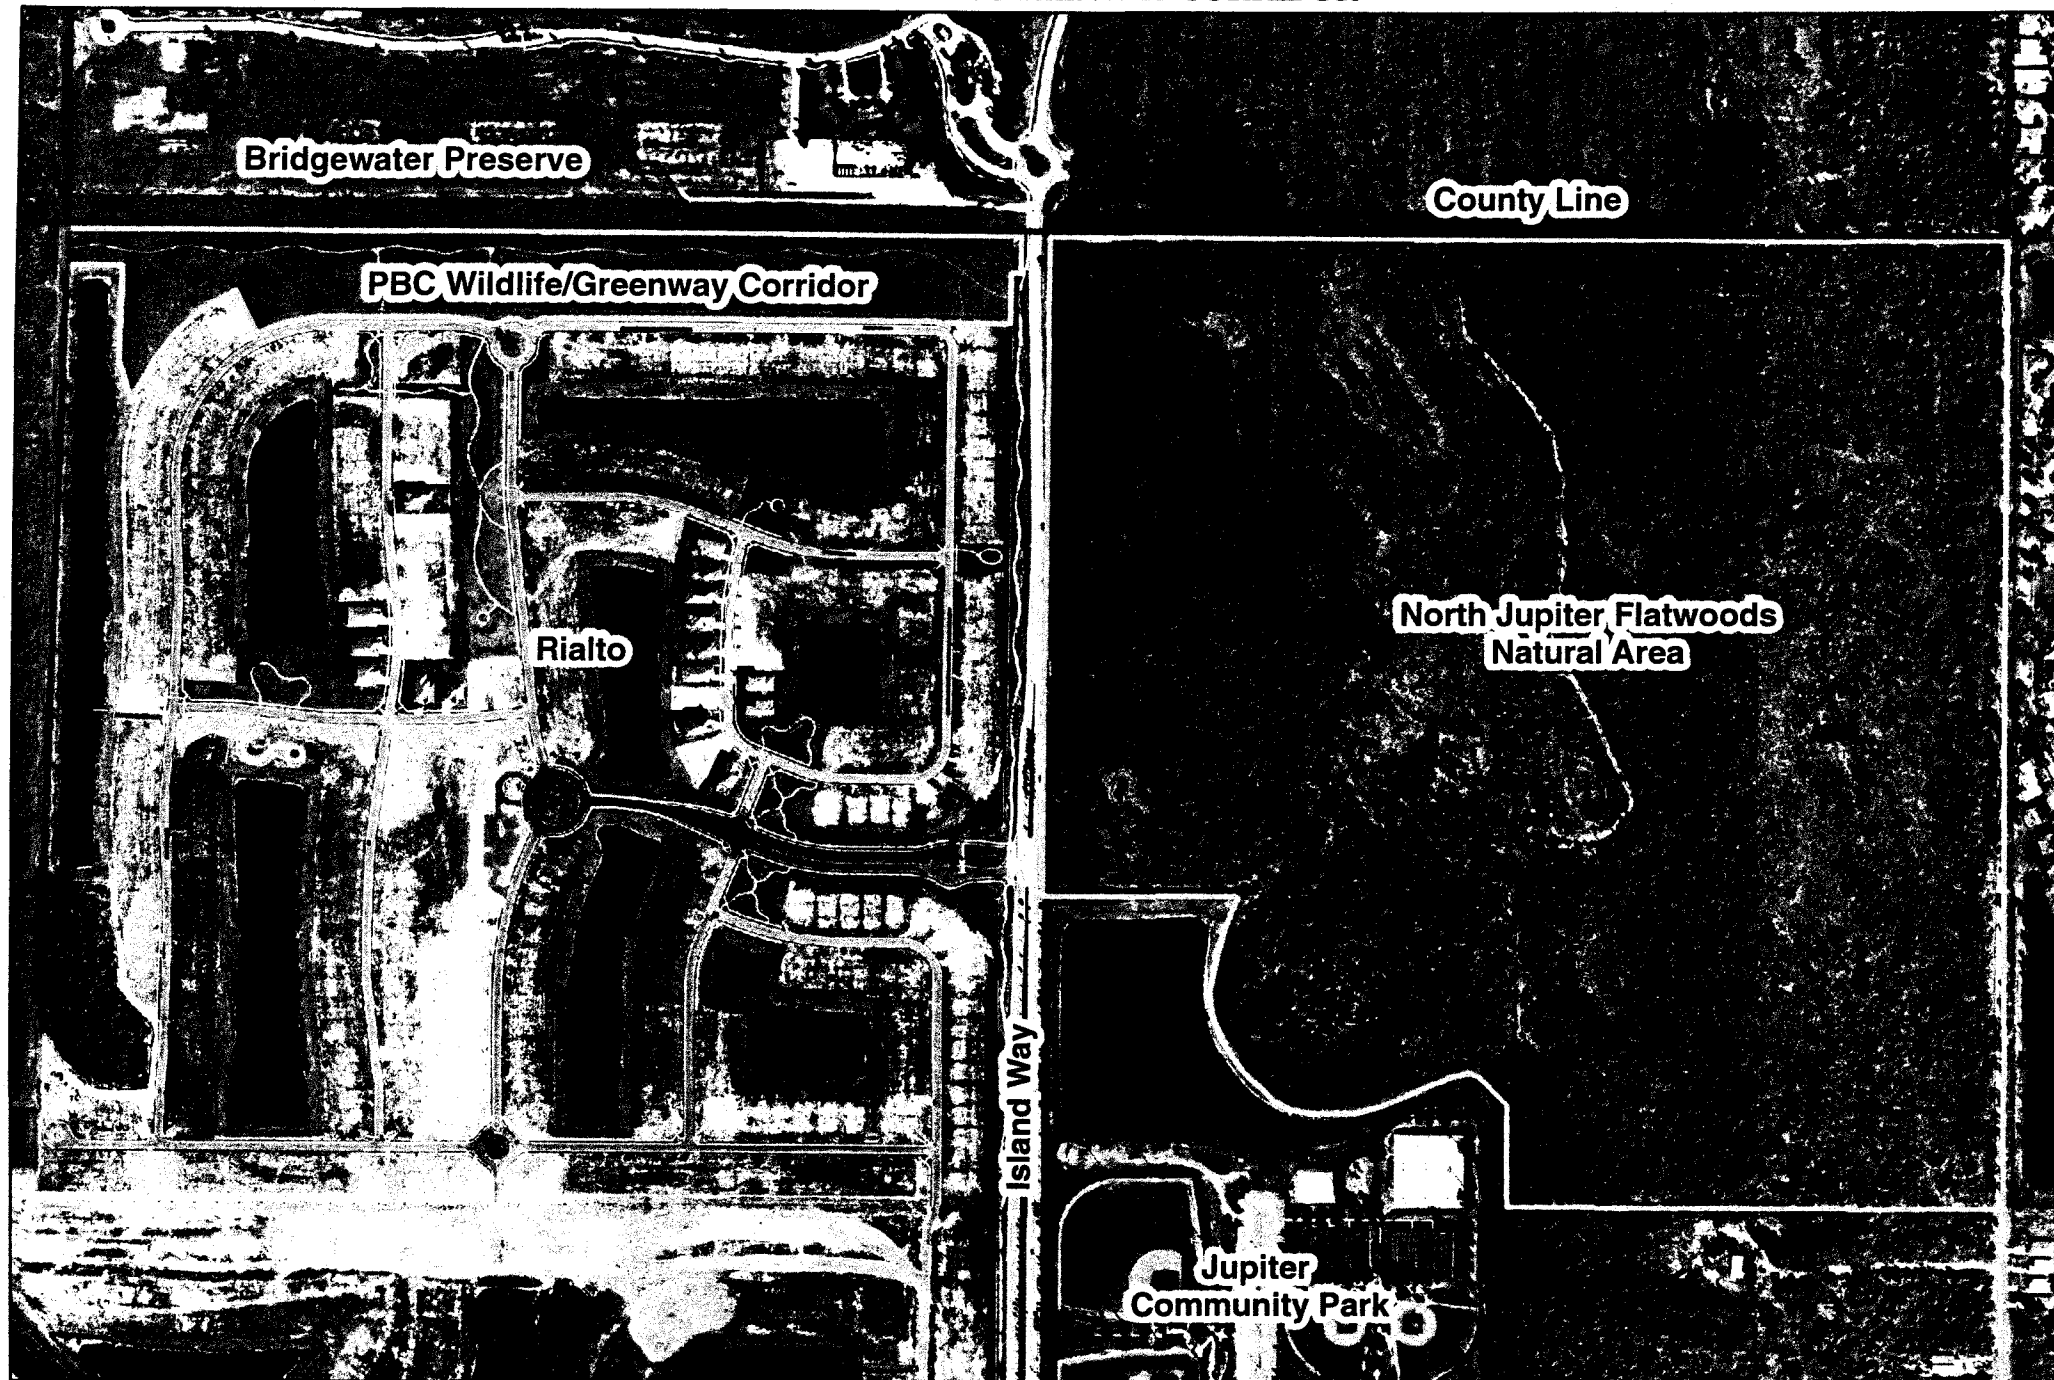 Bridgewater Preserve
County Line
PBC Wildlife/Greenway Corridor
North Jupiter Flatwoods
Natural Area
Rialto
Island Way
Jupiter
Community Park